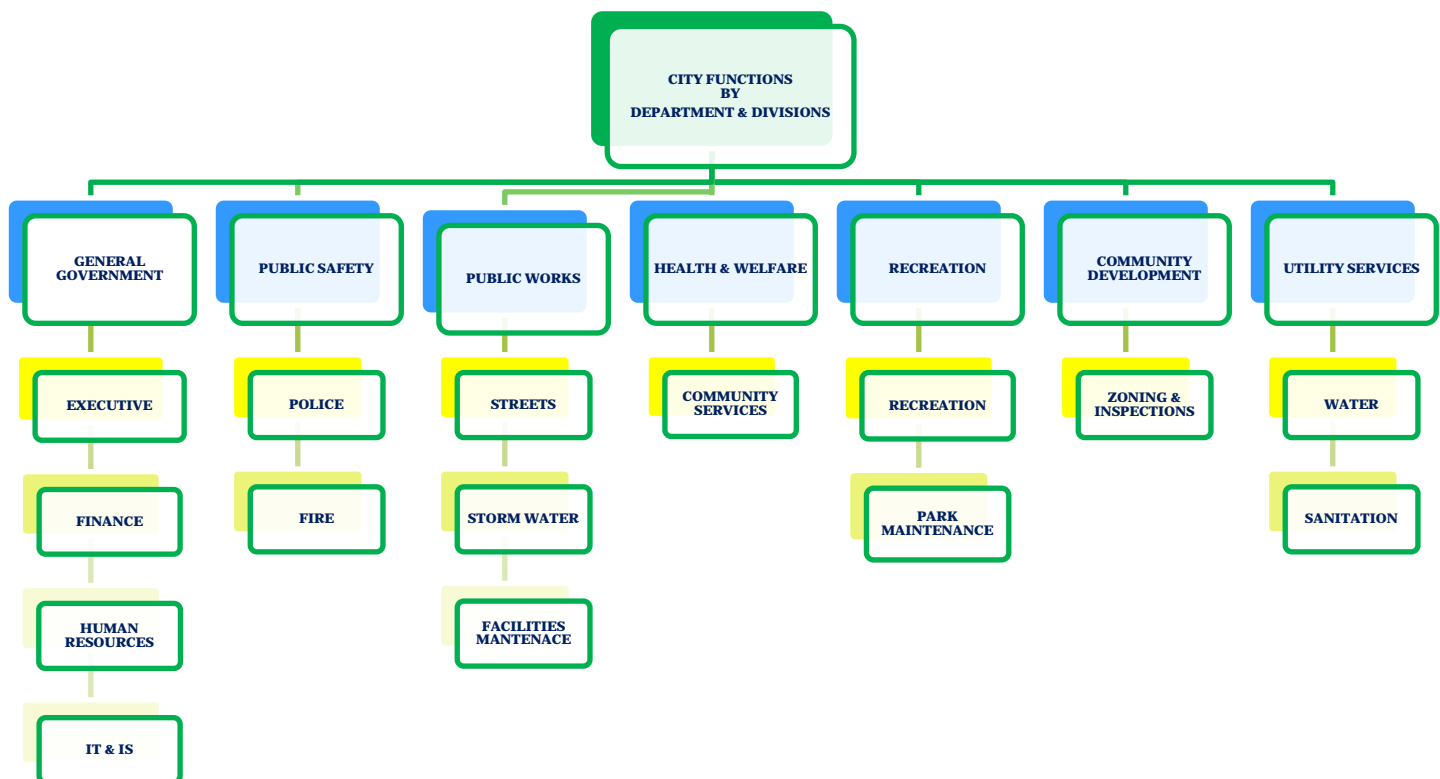 CITY FUNCTIONS
BY
DEPARTMENT & DIVISIONS
GENERAL
GOVERNMENT
PUBLIC SAFETY
PUBLIC WORKS
HEALTH & WELFARE
RECREATION
COMMUNITY
DEVELOPMENT
UTILITY SERVICES
EXECUTIVE
POLICE
STREETS
COMMUNITY
SERVICES
RECREATION
ZONING &
INSPECTIONS
WATER
FINANCE
FIRE
STORM WATER
PARK
MAINTENANCE
SANITATION
HUMAN
RESOURCES
FACILITIES
MANTENACE
IT & IS